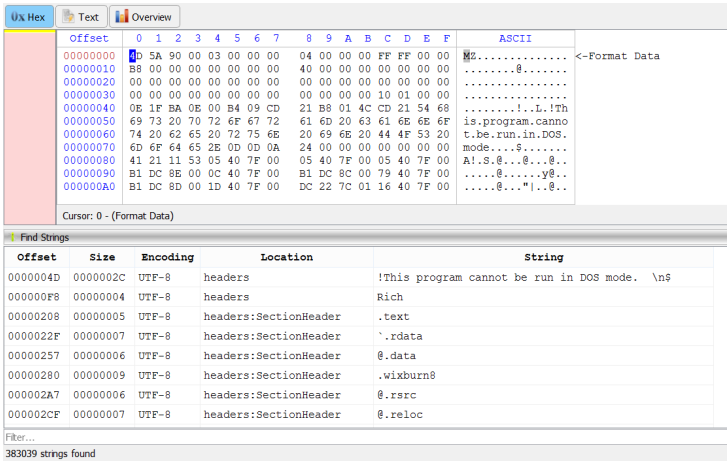 0x Hex Text Overview
Offset 0 1 2 3 4 5 6 7 8 9 A B C D E F ASCII
00000000 4D 5A 90 00 03 00 00 00 04 00 00 00 FF FF 00 00 MZ.............. <-Format Data
00000010 B8 00 00 00 00 00 00 00 40 00 00 00 00 00 00 00 ........@.......
00000020 00 00 00 00 00 00 00 00 00 00 00 00 00 00 00 00 ................
00000030 00 00 00 00 00 00 00 00 00 00 00 00 10 01 00 00 ................
00000040 0E 1F BA 0E 00 B4 09 CD 21 B8 01 4C CD 21 54 68 ........!..L.!Th
00000050 69 73 20 70 72 6F 67 72 61 6D 20 63 61 6E 6E 6F is.program.canno
00000060 74 20 62 65 20 72 75 6E 20 69 6E 20 44 4F 53 20 t.be.run.in.DOS.
00000070 6D 6F 64 65 2E 0D 0D 0A 24 00 00 00 00 00 00 00 mode....$.......
00000080 41 21 11 53 05 40 7F 00 05 40 7F 00 05 40 7F 00 A!.S.@...@...@..
00000090 B1 DC 8E 00 0C 40 7F 00 B1 DC 8C 00 79 40 7F 00 .....@......y@..
000000A0 B1 DC 8D 00 1D 40 7F 00 DC 22 7C 01 16 40 7F 00 .....@..."|..@..
Cursor: 0 - (Format Data)
Find Strings
Offset Size Encoding Location String
0000004D 0000002C UTF-8 headers !This program cannot be run in DOS mode. \n$
000000F8 00000004 UTF-8 headers Rich
00000208 00000005 UTF-8 headers:SectionHeader .text
0000022F 00000007 UTF-8 headers:SectionHeader `.rdata
00000257 00000006 UTF-8 headers:SectionHeader @.data
00000280 00000009 UTF-8 headers:SectionHeader .wixburn8
000002A7 00000006 UTF-8 headers:SectionHeader @.rsrc
000002CF 00000007 UTF-8 headers:SectionHeader @.reloc
Filter...
383039 strings found